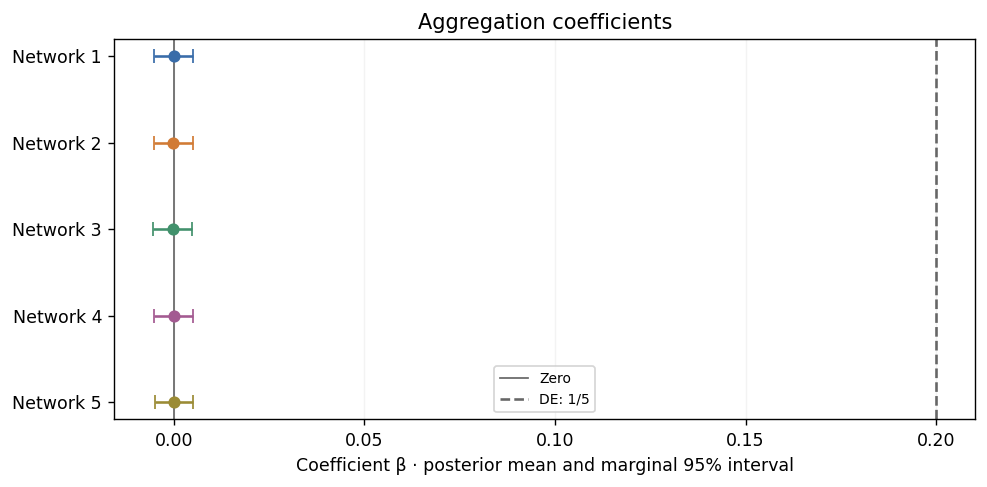 Aggregation coefficients
Network 1
Network 2
Network 3
Network 4
Network 5
Zero
DE: 1/5
0.00 0.05 0.10 0.15 0.20
Coefficient β · posterior mean and marginal 95% interval